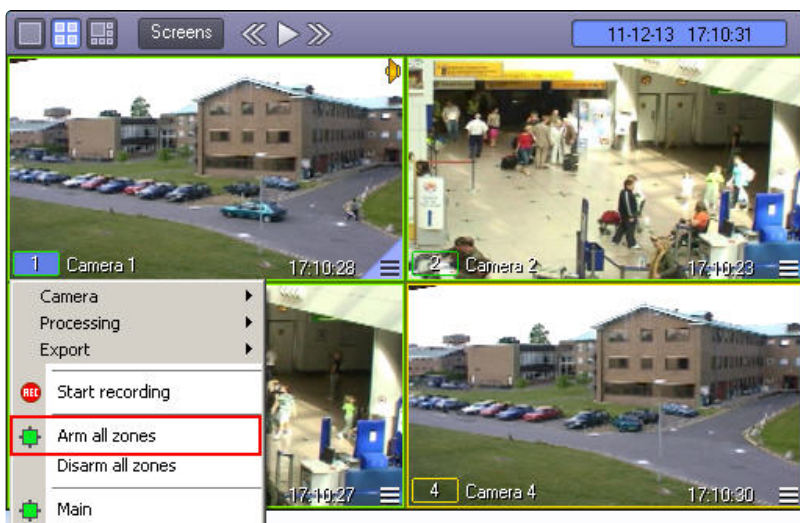 Screens
11-12-13 17:10:31
1 Camera 1 17:10:28
2 Camera 2 17:10:23
Camera
Processing
Export
REC Start recording
Arm all zones
Disarm all zones
Main
17:10:27
4 Camera 4 17:10:30